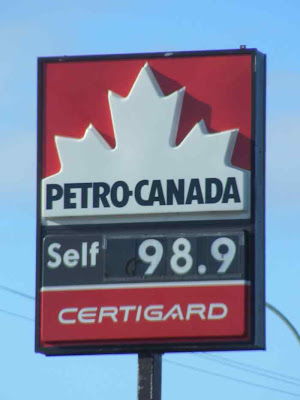 PETRO-CANADA
Self 98.9
CERTIGARD